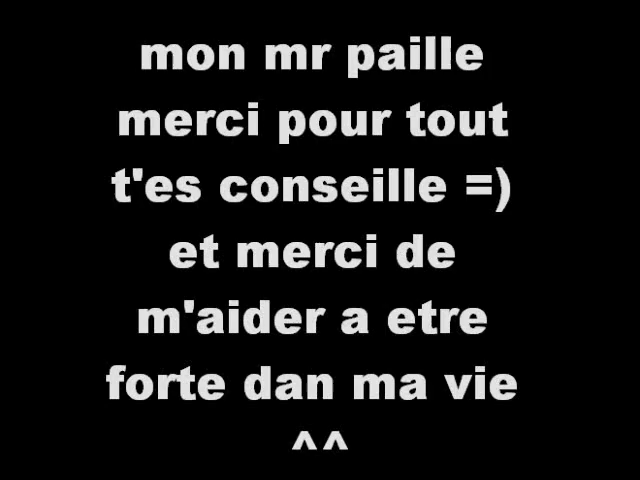 mon mr paille
merci pour tout
t'es conseille =)
et merci de
m'aider a etre
forte dan ma vie
^^